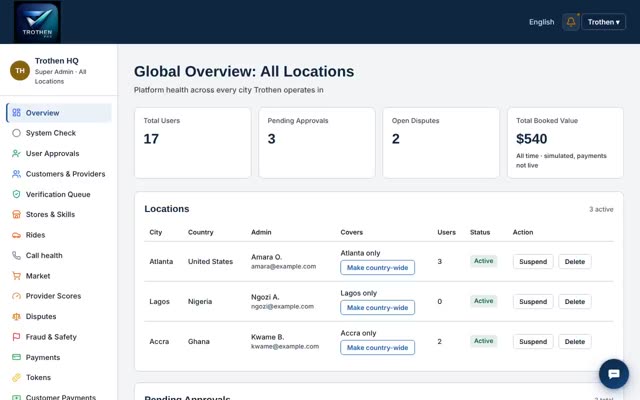 TROTHEN
English
Trothen ▾
TH
Trothen HQ
Super Admin · All
Locations
Overview
System Check
User Approvals
Customers & Providers
Verification Queue
Stores & Skills
Rides
Call health
Market
Provider Scores
Disputes
Fraud & Safety
Payments
Tokens
Customer Payments
Global Overview: All Locations
Platform health across every city Trothen operates in
Total Users
17
Pending Approvals
3
Open Disputes
2
Total Booked Value
$540
All time · simulated, payments
not live
Locations
3 active
City Country Admin Covers Users Status Action
Atlanta United States Amara O. amara@example.com Atlanta only Make country-wide 3 Active Suspend Delete
Lagos Nigeria Ngozi A. ngozi@example.com Lagos only Make country-wide 0 Active Suspend Delete
Accra Ghana Kwame B. kwame@example.com Accra only Make country-wide 2 Active Suspend Delete
Pending Approvals